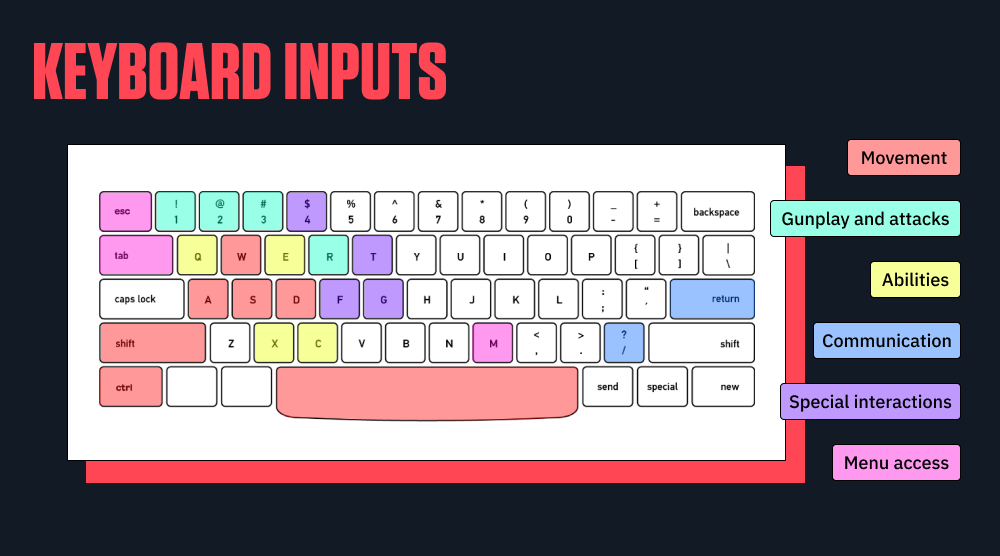 KEYBOARD INPUTS
Movement
Gunplay and attacks
Abilities
Communication
Special interactions
Menu access
esc ! 1 @ 2 # 3 $ 4 % 5 ^ 6 & 7 * 8 ( 9 ) 0 _ - + = backspace
tab Q W E R T Y U I O P { [ } ] | \
caps lock A S D F G H J K L : ; " ' return
shift Z X C V B N M < , > . ? / shift
ctrl send special new